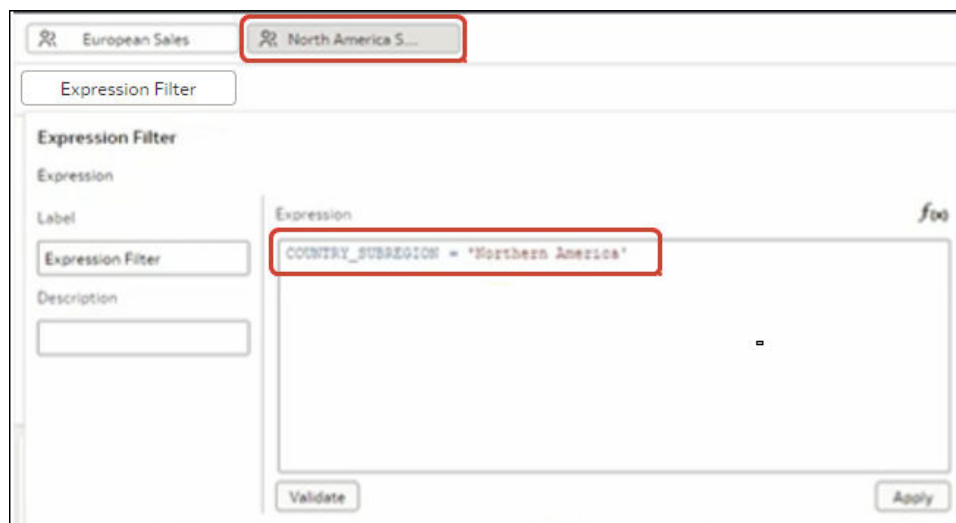 European Sales North America S...
Expression Filter
Expression Filter
Expression
Label Expression f(x)
Expression Filter COUNTRY_SUBREGION = 'Northern America'
Description
Validate Apply